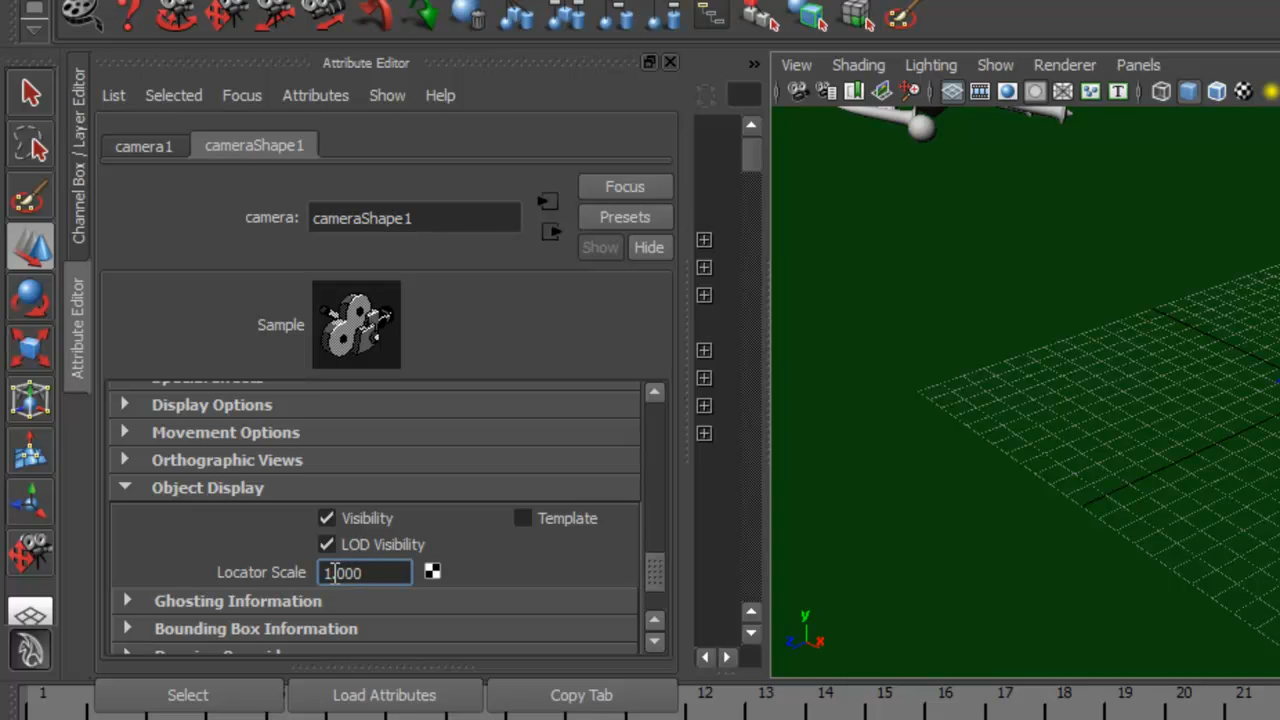 Attribute Editor
»
List Selected Focus Attributes Show Help
camera1 cameraShape1
camera: cameraShape1
Focus
Presets
Show Hide
Sample
Display Options
Movement Options
Orthographic Views
Object Display
Visibility Template
LOD Visibility
Locator Scale 1.000
Ghosting Information
Bounding Box Information
Select Load Attributes Copy Tab
Channel Box / Layer Editor
Attribute Editor
View Shading Lighting Show Renderer Panels
T
y
z x
1 12 13 14 15 16 17 18 19 20 21